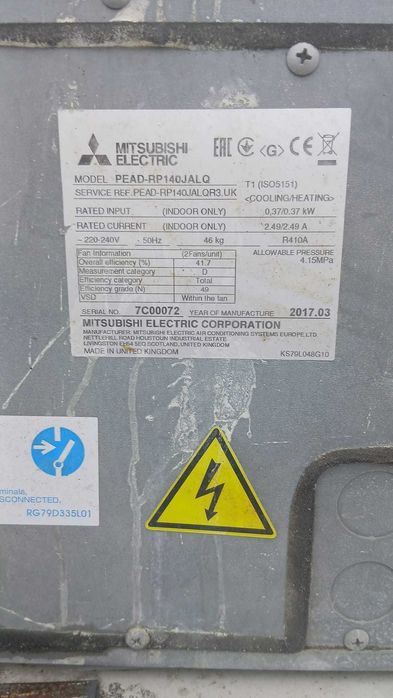 MITSUBISHI
ELECTRIC
EAC CE
MODEL PEAD-RP140JALQ
T1 (ISO5151)
SERVICE REF. PEAD-RP140JALQR3.UK
<COOLING/HEATING>
RATED INPUT (INDOOR ONLY) 0,37/0.37 kW
RATED CURRENT (INDOOR ONLY) 2.49/2.49 A
~ 220-240V · 50Hz 46 kg R410A
Fan Information (2Fans/unit)
ALLOWABLE PRESSURE
Overall efficiency (%) 41.7
4.15MPa
Measurement category D
Efficiency category Total
Efficiency grade (N) 49
VSD Within the fan
SERIAL NO. 7C00072 YEAR OF MANUFACTURE 2017.03
MITSUBISHI ELECTRIC CORPORATION
MANUFACTURER: MITSUBISHI ELECTRIC AIR CONDITIONING SYSTEMS EUROPE,LTD.
NETTLEHILL ROAD HOUSTOUN INDUSTRIAL ESTATE
LIVINGSTON EH54 5EQ SCOTLAND, UNITED KINGDOM
MADE IN UNITED KINGDOM KS79L048G10
minals,
SCONNECTED.
RG79D335L01